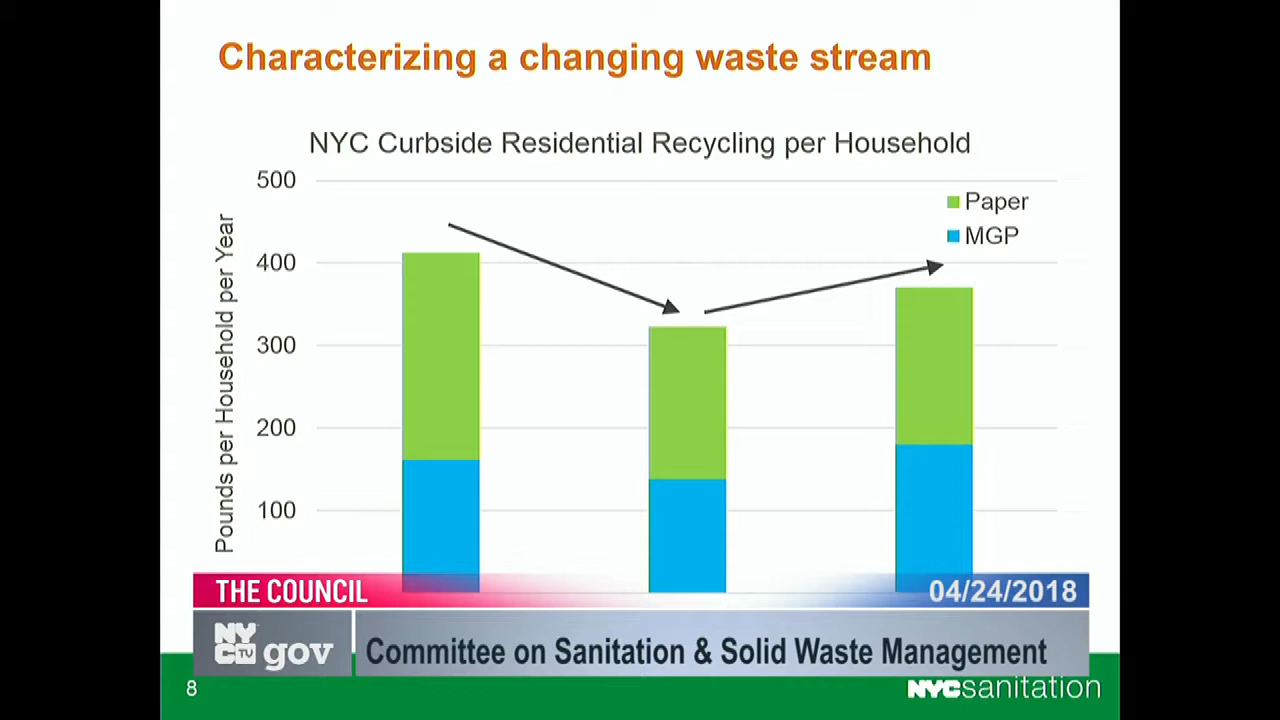 Characterizing a changing waste stream
NYC Curbside Residential Recycling per Household
Pounds per Household per Year
500
400
300
200
100
Paper
MGP
THE COUNCIL
04/24/2018
NYC TV gov
Committee on Sanitation & Solid Waste Management
8
NYCsanitation